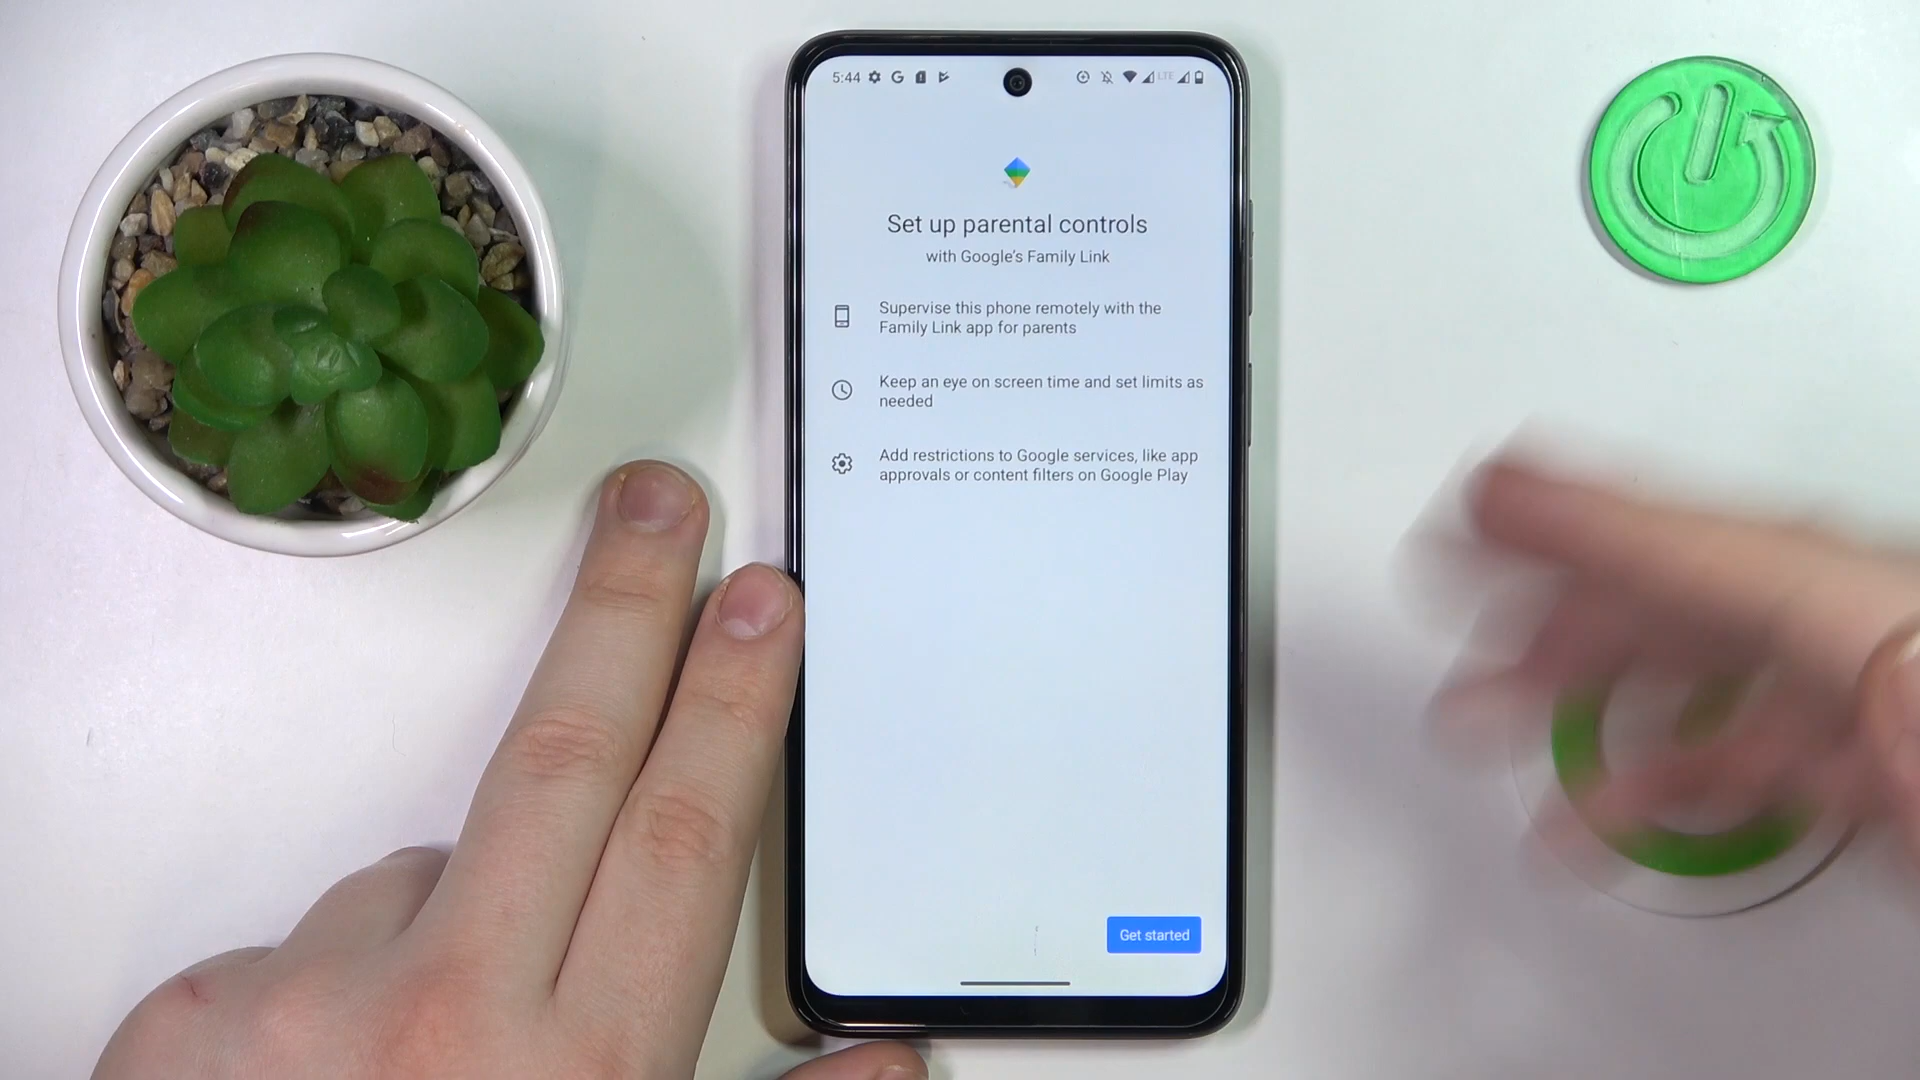 5:44
LTE
Set up parental controls
with Google's Family Link
Supervise this phone remotely with the
Family Link app for parents
Keep an eye on screen time and set limits as
needed
Add restrictions to Google services, like app
approvals or content filters on Google Play
Get started